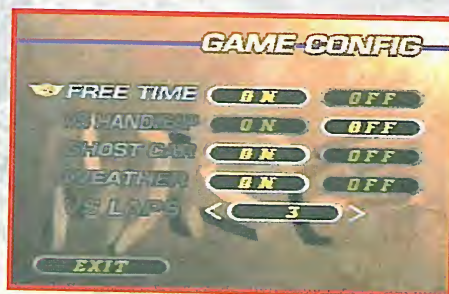 GAME CONFIG
FREE TIME ON OFF
VS HANDICAP ON OFF
GHOST CAR ON OFF
WEATHER ON OFF
VS LAPS < 3 >
EXIT